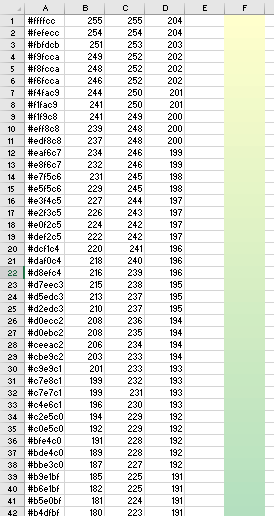 A B C D E F
1 #ffffcc 255 255 204
2 #fefecc 254 254 204
3 #fbfdcb 251 253 203
4 #f9fcca 249 252 202
5 #f8fcca 248 252 202
6 #f6fcca 246 252 202
7 #f4fac9 244 250 201
8 #f1fac9 241 250 201
9 #f1f9c8 241 249 200
10 #eff8c8 239 248 200
11 #edf8c8 237 248 200
12 #eaf6c7 234 246 199
13 #e8f6c7 232 246 199
14 #e7f5c6 231 245 198
15 #e5f5c6 229 245 198
16 #e3f4c5 227 244 197
17 #e2f3c5 226 243 197
18 #e0f2c5 224 242 197
19 #def2c5 222 242 197
20 #dcf1c4 220 241 196
21 #daf0c4 218 240 196
22 #d8efc4 216 239 196
23 #d7eec3 215 238 195
24 #d5edc3 213 237 195
25 #d2edc3 210 237 195
26 #d0ecc2 208 236 194
27 #d0ebc2 208 235 194
28 #ceeac2 206 234 194
29 #cbe9c2 203 233 194
30 #c9e9c1 201 233 193
31 #c7e8c1 199 232 193
32 #c7e7c1 199 231 193
33 #c4e6c1 196 230 193
34 #c2e5c0 194 229 192
35 #c0e5c0 192 229 192
36 #bfe4c0 191 228 192
37 #bde4c0 189 228 192
38 #bbe3c0 187 227 192
39 #b9e1bf 185 225 191
40 #b6e1bf 182 225 191
41 #b5e0bf 181 224 191
42 #b4dfbf 180 223 191